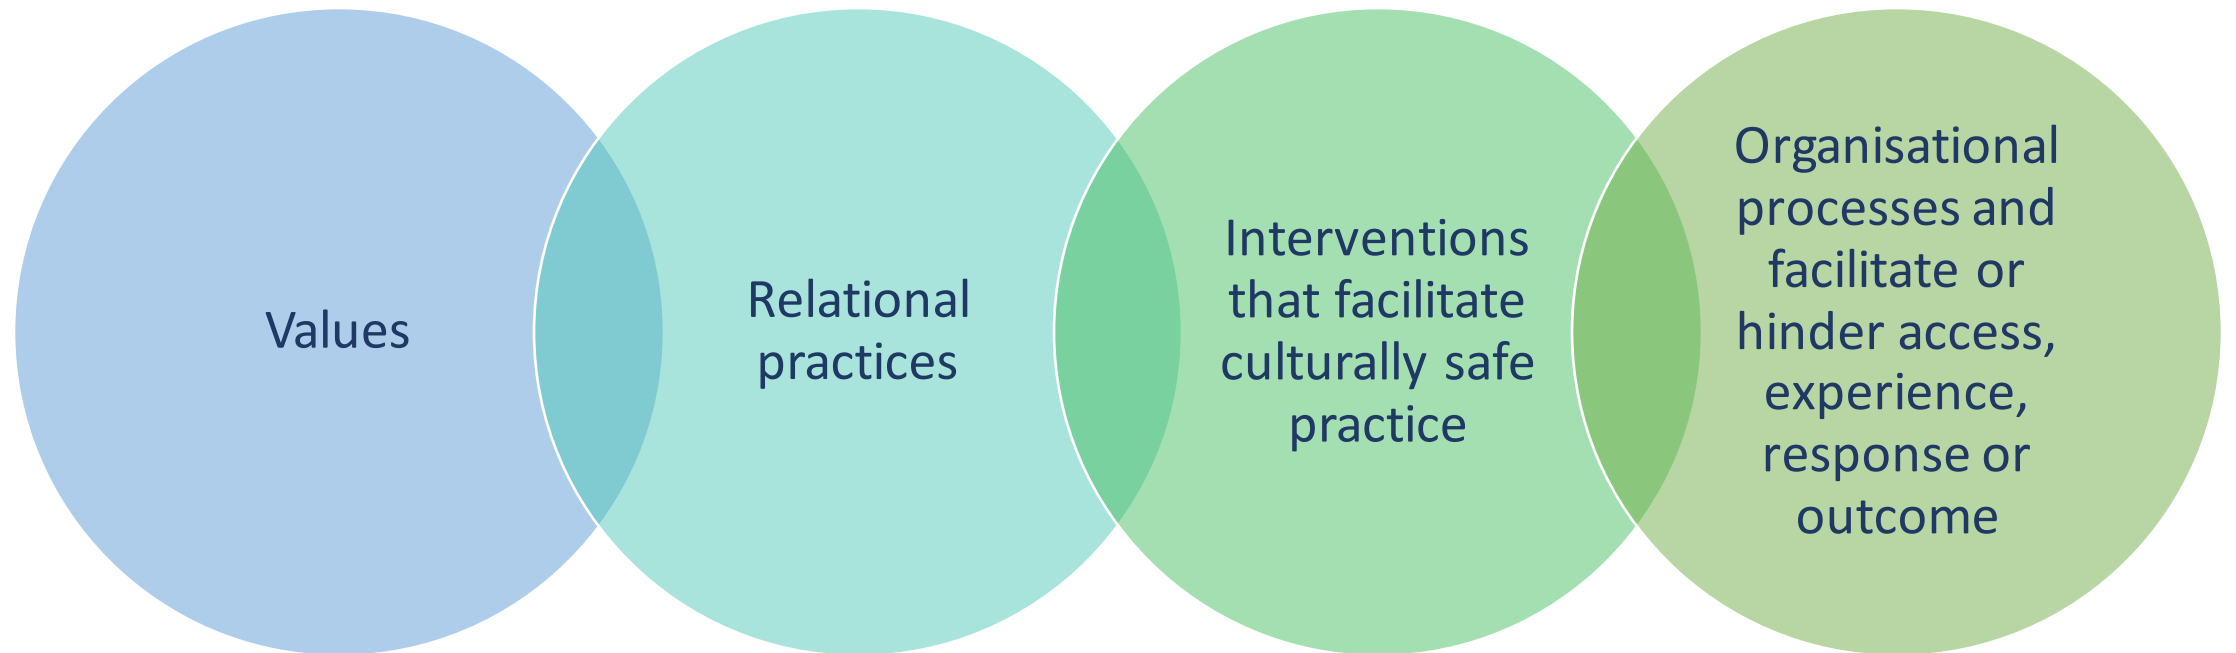 Values
Relational
practices
Interventions
that facilitate
culturally safe
practice
Organisational
processes and
facilitate or
hinder access,
experience,
response or
outcome